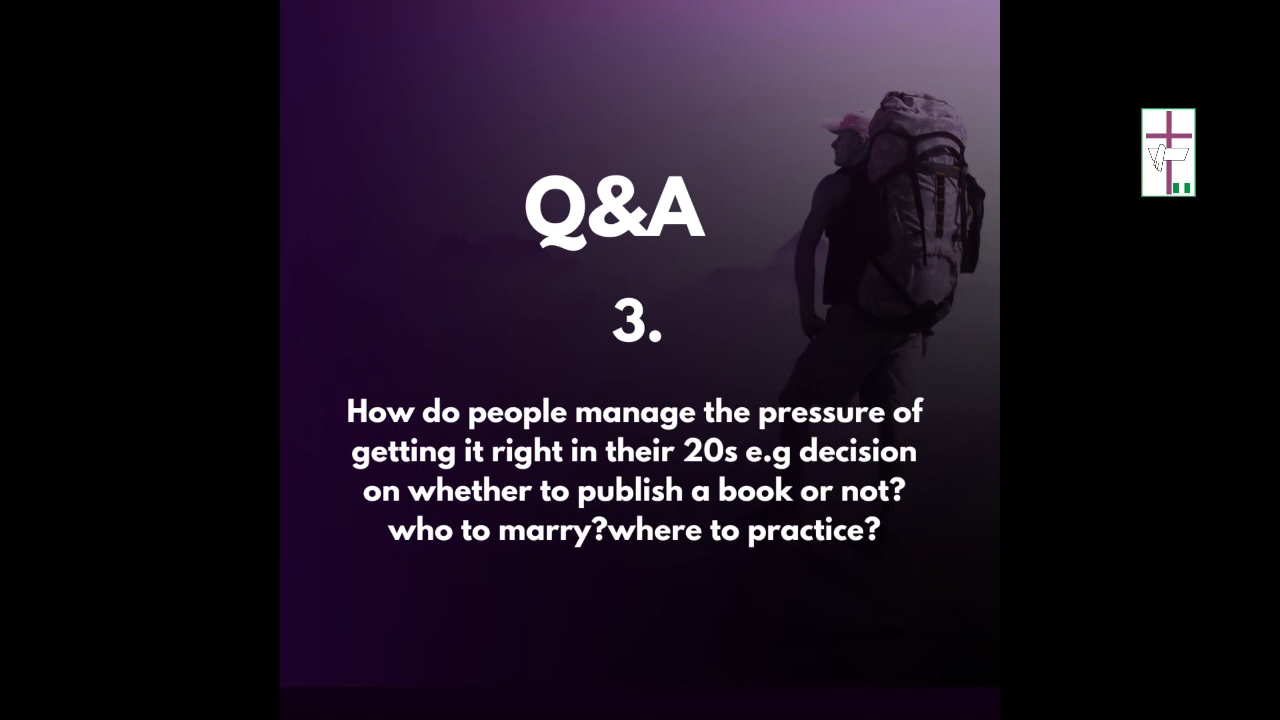 Q&A
3.
How do people manage the pressure of
getting it right in their 20s e.g decision
on whether to publish a book or not?
who to marry?where to practice?